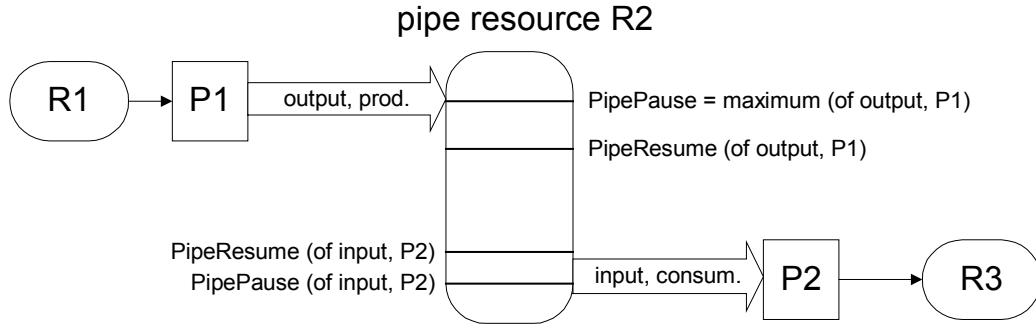 pipe resource R2
R1
P1
output, prod.
PipePause = maximum (of output, P1)
PipeResume (of output, P1)
PipeResume (of input, P2)
PipePause (of input, P2)
input, consum.
P2
R3